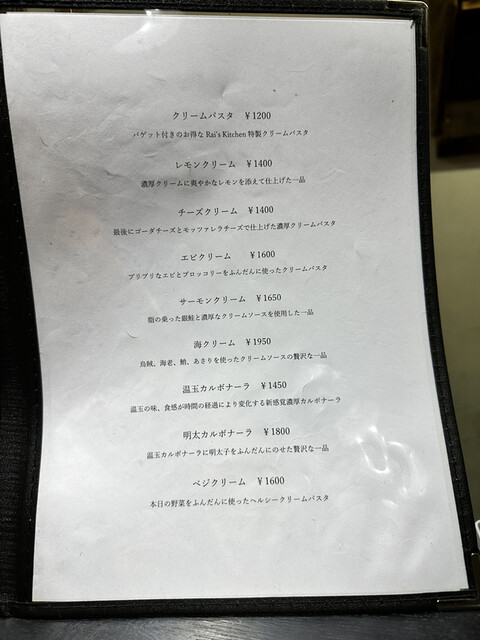 クリームパスタ ￥1200
バゲット付きのお得な Rai's Kitchen 特製クリームパスタ
レモンクリーム ￥1400
濃厚クリームに爽やかなレモンを添えて仕上げた一品
チーズクリーム ￥1400
最後にゴーダチーズとモッツァレラチーズで仕上げた濃厚クリームパスタ
エビクリーム ￥1600
プリプリなエビとブロッコリーをふんだんに使ったクリームパスタ
サーモンクリーム ￥1650
脂の乗った銀鮭と濃厚なクリームソースを使用した一品
海クリーム ￥1950
烏賊、海老、蛸、あさりを使ったクリームソースの贅沢な一品
温玉カルボナーラ ￥1450
温玉の味、食感が時間の経過により変化する新感覚濃厚カルボナーラ
明太カルボナーラ ￥1800
温玉カルボナーラに明太子をふんだんにのせた贅沢な一品
ベジクリーム ￥1600
本日の野菜をふんだんに使ったヘルシークリームパスタ